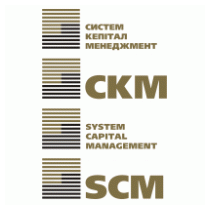 СИСТЕМ
КЕПІТАЛ
МЕНЕДЖМЕНТ
СКМ
SYSTEM
CAPITAL
MANAGEMENT
SCM